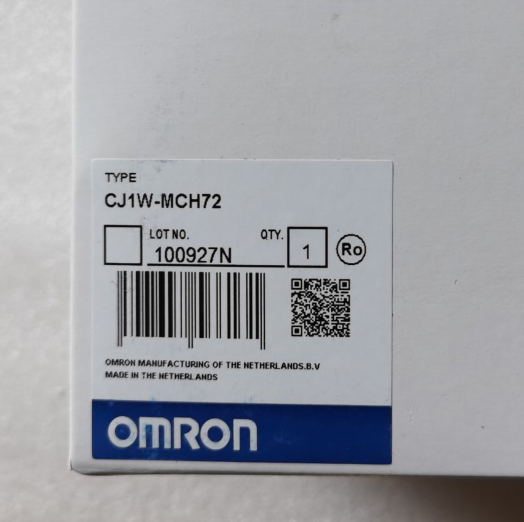 TYPE
CJ1W-MCH72
LOT NO. QTY.
100927N 1 Ro
OMRON MANUFACTURING OF THE NETHERLANDS.B.V
MADE IN THE NETHERLANDS
OMRON